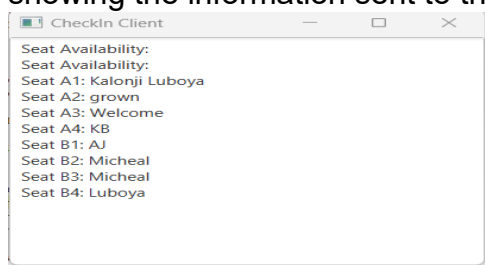 showing the information sent to th
CheckIn Client
Seat Availability:
Seat Availability:
Seat A1: Kalonji Luboya
Seat A2: grown
Seat A3: Welcome
Seat A4: KB
Seat B1: AJ
Seat B2: Micheal
Seat B3: Micheal
Seat B4: Luboya